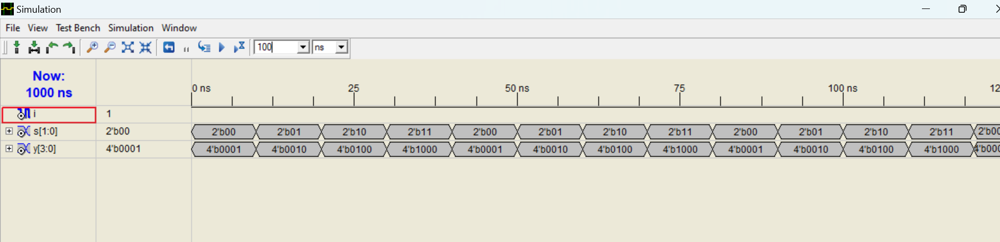 Simulation
File View Test Bench Simulation Window
100 ns
Now:
1000 ns
0 ns 25 50 ns 75 100 ns 12
i 1
s[1:0] 2'b00 2'b00 2'b01 2'b10 2'b11 2'b00 2'b01 2'b10 2'b11 2'b00 2'b01 2'b10 2'b11 2'b00
y[3:0] 4'b0001 4'b0001 4'b0010 4'b0100 4'b1000 4'b0001 4'b0010 4'b0100 4'b1000 4'b0001 4'b0010 4'b0100 4'b1000 4'b000